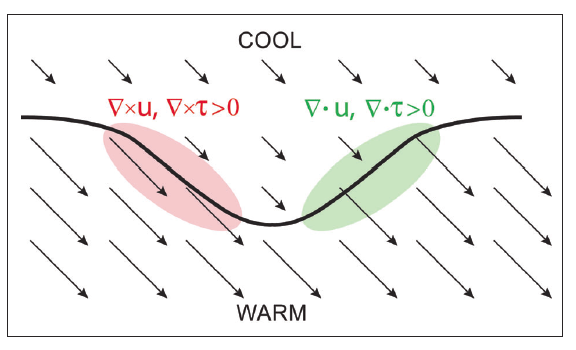 COOL
∇×u, ∇×τ>0
∇·u, ∇·τ>0
WARM